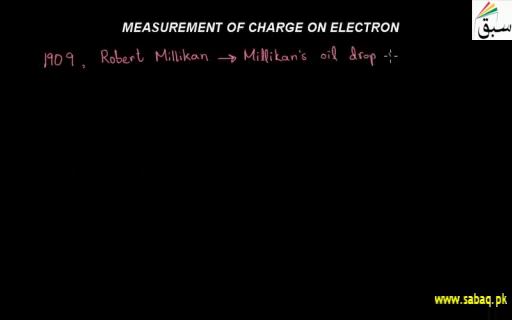 MEASUREMENT OF CHARGE ON ELECTRON
سبق
1909, Robert Millikan → Millikan's oil drop
www.sabaq.pk